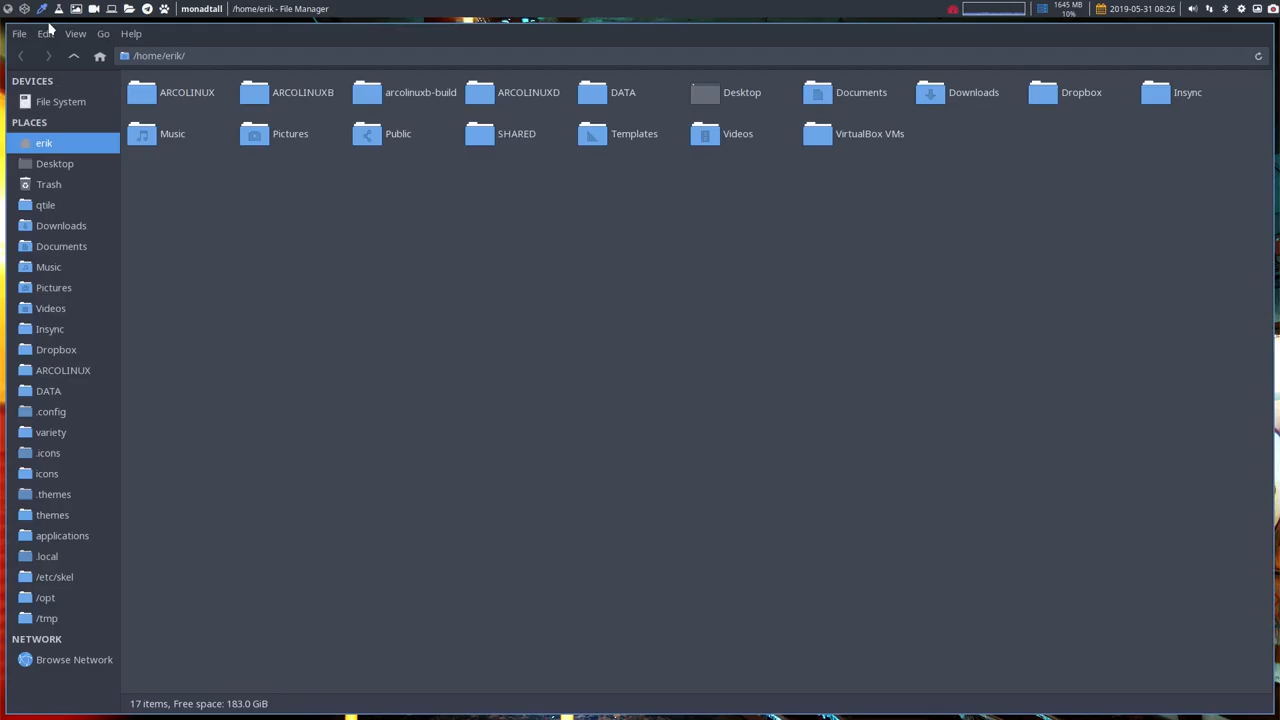 monadtall /home/erik - File Manager 1645 MB 10% 2019-05-31 08:26
File Edit View Go Help
/home/erik/
DEVICES
File System
PLACES
erik
Desktop
Trash
qtile
Downloads
Documents
Music
Pictures
Videos
Insync
Dropbox
ARCOLINUX
DATA
.config
variety
.icons
icons
.themes
themes
applications
.local
/etc/skel
/opt
/tmp
NETWORK
Browse Network
ARCOLINUX ARCOLINUXB arcolinuxb-build ARCOLINUXD DATA Desktop Documents Downloads Dropbox Insync
Music Pictures Public SHARED Templates Videos VirtualBox VMs
17 items, Free space: 183.0 GiB